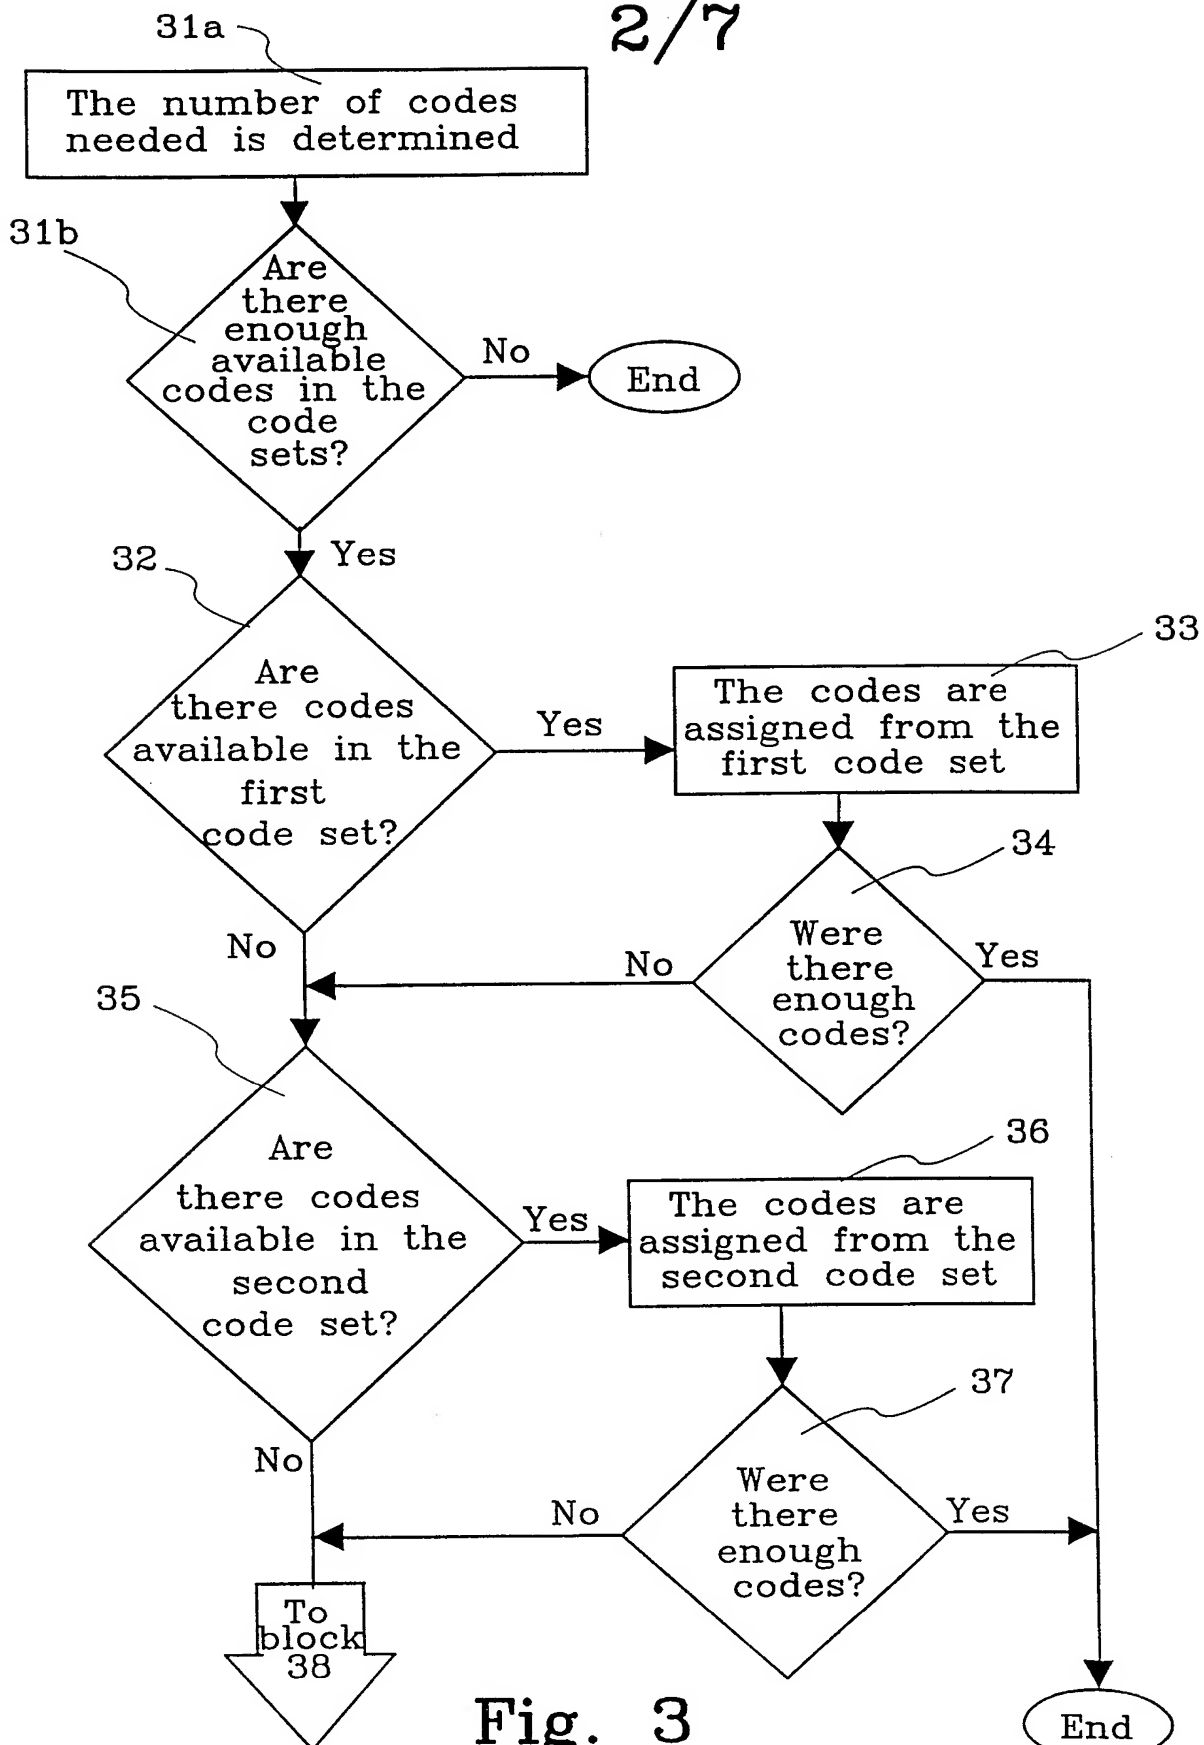 2/7
31a
The number of codes
needed is determined
31b
Are
there
enough
available
codes in the
code
sets?
No
End
Yes
32
Are
there codes
available in the
first
code set?
Yes
33
The codes are
assigned from the
first code set
34
Were
there
enough
codes?
No
Yes
No
35
Are
there codes
available in the
second
code set?
Yes
36
The codes are
assigned from the
second code set
37
Were
there
enough
codes?
No
Yes
No
To
block
38
End
Fig. 3